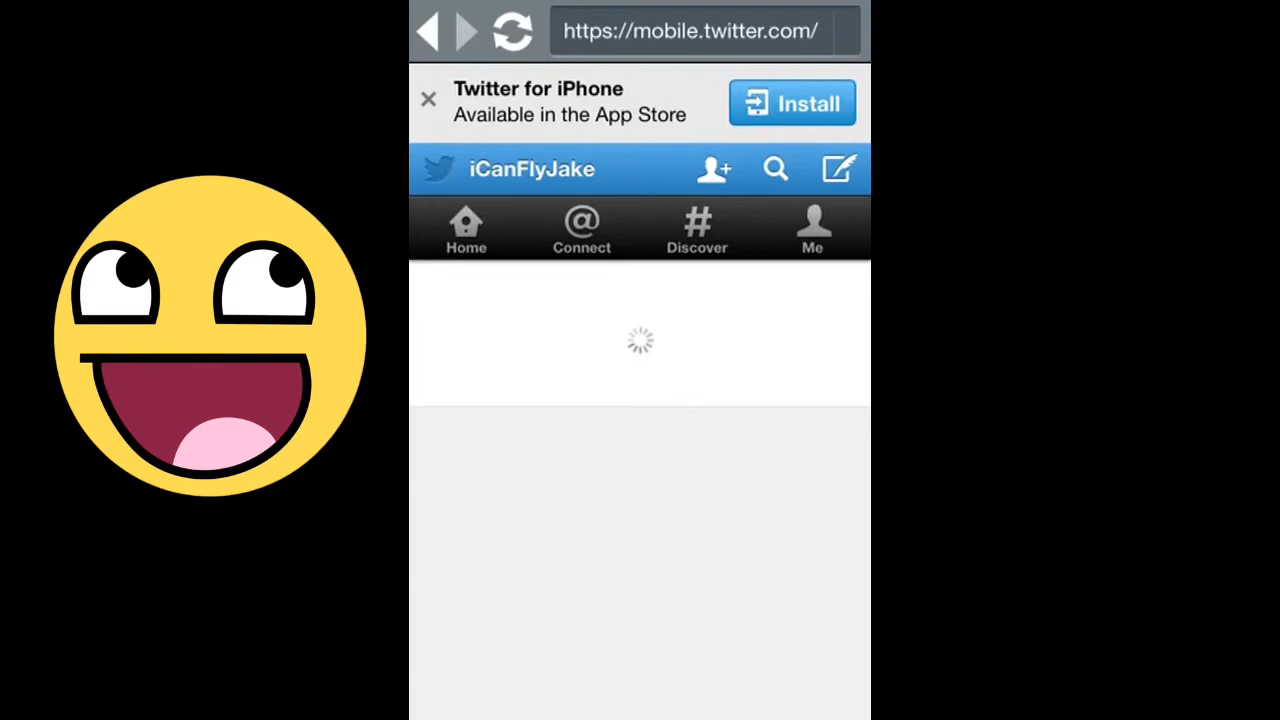 https://mobile.twitter.com/
Twitter for iPhone
Available in the App Store
Install
iCanFlyJake
Home
@
Connect
#
Discover
Me